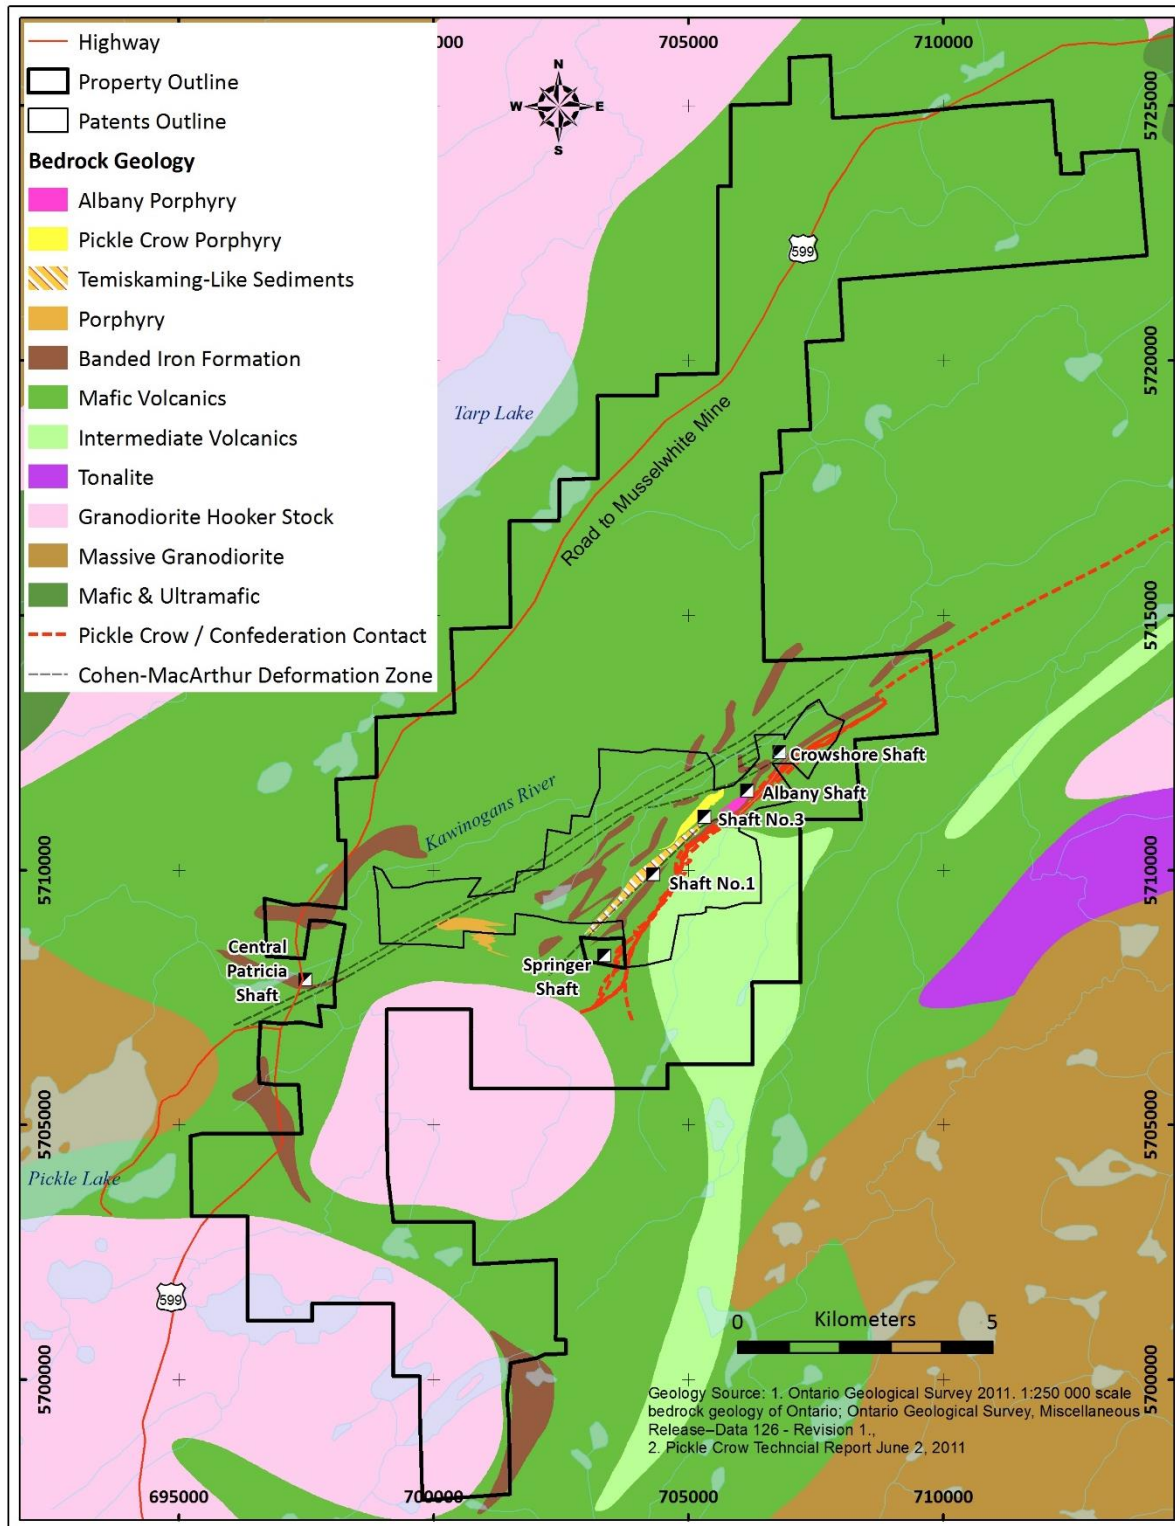 Highway
Property Outline
Patents Outline
Bedrock Geology
Albany Porphyry
Pickle Crow Porphyry
Temiskaming-Like Sediments
Porphyry
Banded Iron Formation
Mafic Volcanics
Intermediate Volcanics
Tonalite
Granodiorite Hooker Stock
Massive Granodiorite
Mafic & Ultramafic
Pickle Crow / Confederation Contact
Cohen-MacArthur Deformation Zone
000
705000
710000
N
W E
S
5725000
599
5720000
Tarp Lake
Road to Musselwhite Mine
5715000
5715000
Crowshore Shaft
Albany Shaft
Kawinogans River
Shaft No.3
5710000
5710000
Shaft No.1
Central
Patricia
Shaft
Springer
Shaft
5705000
5705000
Pickle Lake
599
Kilometers
0 5
5700000
5700000
Geology Source: 1. Ontario Geological Survey 2011. 1:250 000 scale
bedrock geology of Ontario; Ontario Geological Survey, Miscellaneous
Release–Data 126 - Revision 1.,
2. Pickle Crow Techncial Report June 2, 2011
695000
700000
705000
710000